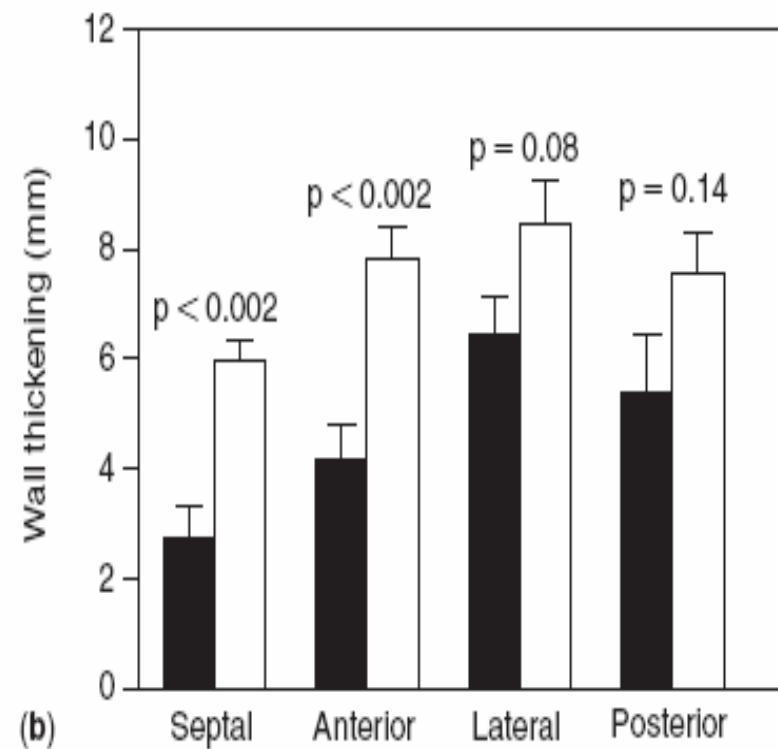 12
10
8
6
4
2
0
Wall thickening (mm)
p < 0.002
p < 0.002
p = 0.08
p = 0.14
Septal Anterior Lateral Posterior
(b)